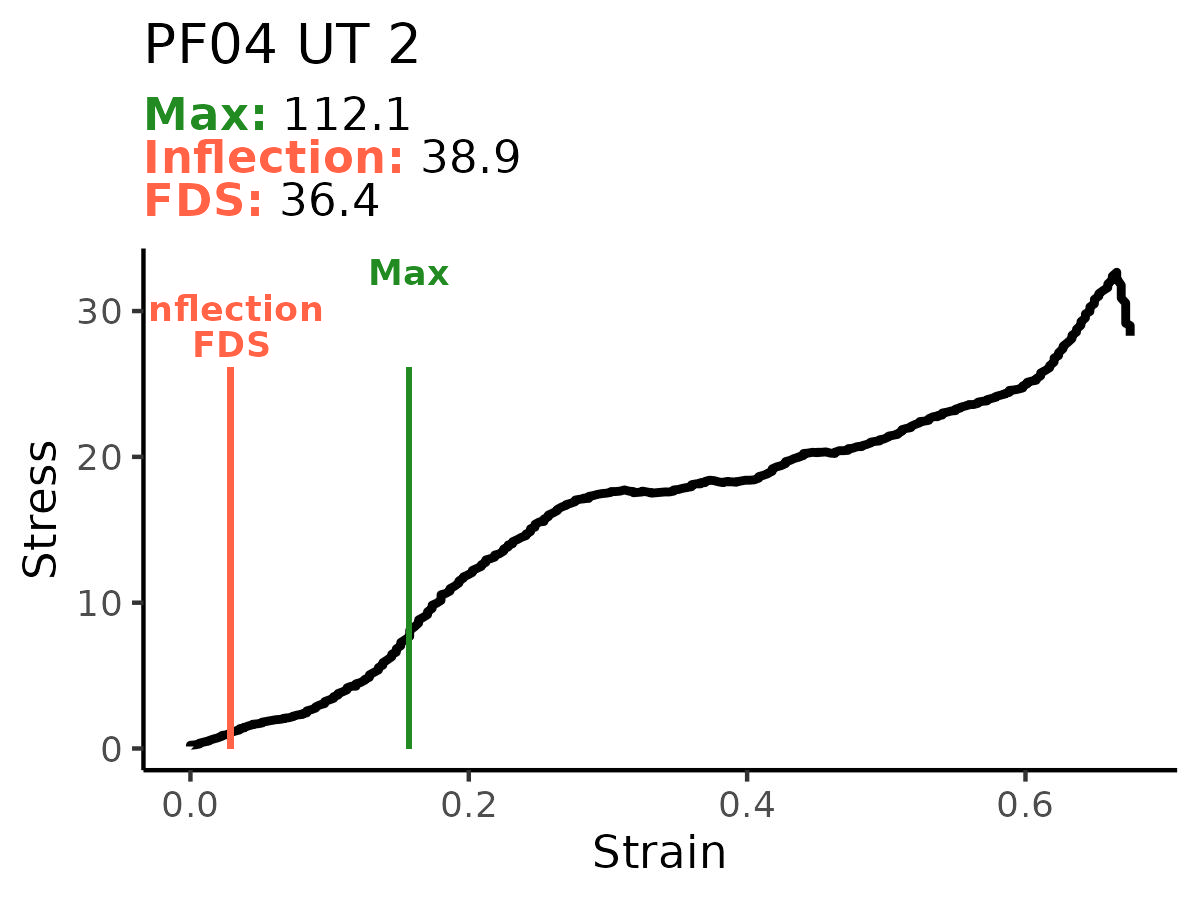 PF04 UT 2
Max: 112.1
Inflection: 38.9
FDS: 36.4
Max
nflection
FDS
30
20
10
0
Stress
0.0 0.2 0.4 0.6
Strain